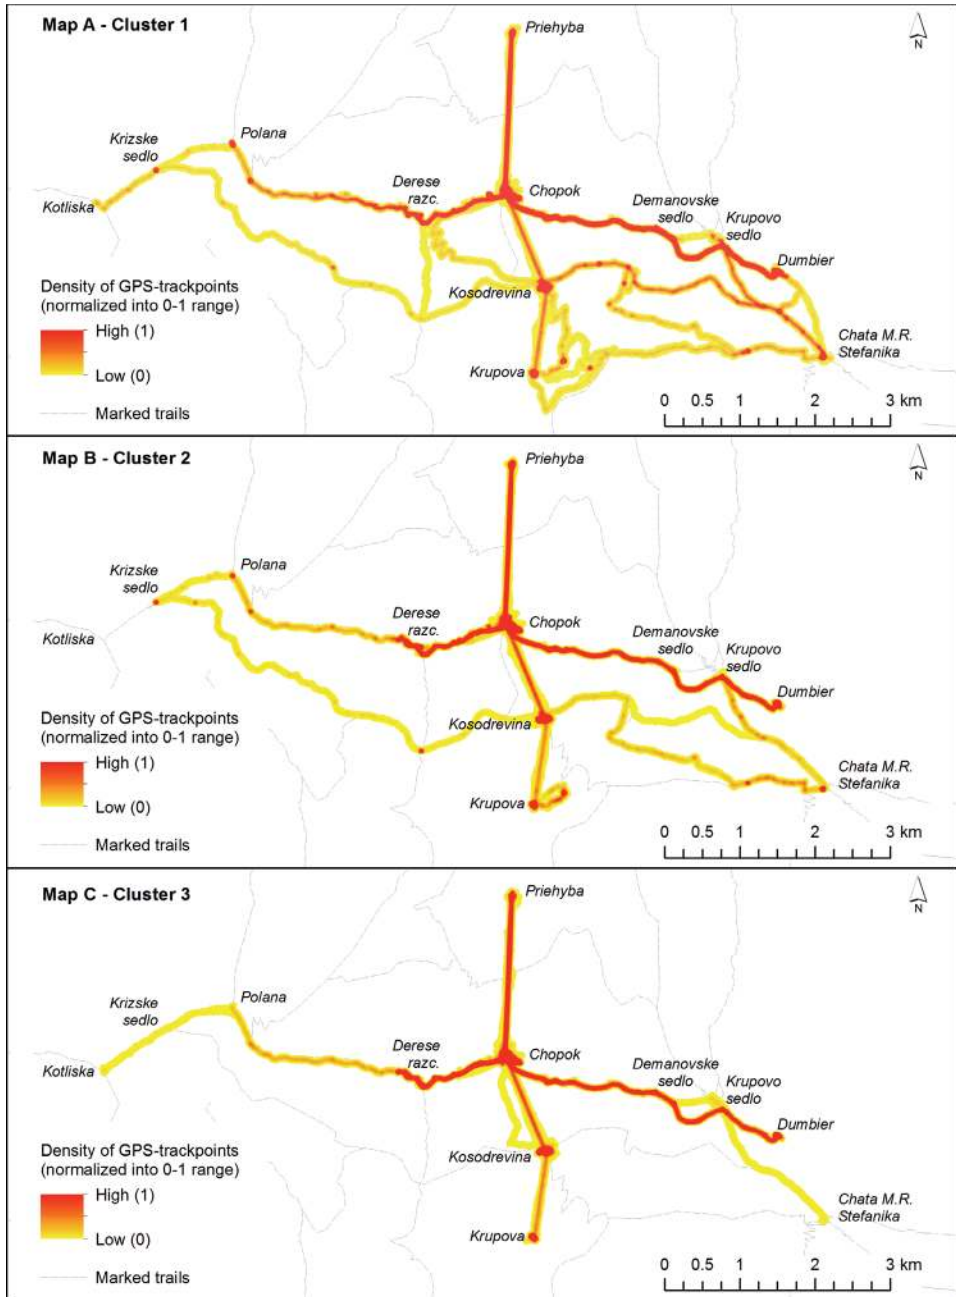 Map A - Cluster 1
Priehyba
N
Polana
Krizske
sedlo
Kotliska
Derese
razc.
Chopok
Demanovske
sedlo
Krupovo
sedlo
Dumbier
Kosodrevina
Krupova
Chata M.R.
Stefanika
Density of GPS-trackpoints
(normalized into 0-1 range)
High (1)
Low (0)
Marked trails
0 0.5 1 2 3 km
Map B - Cluster 2
Priehyba
N
Polana
Krizske
sedlo
Kotliska
Derese
razc.
Chopok
Demanovske
sedlo
Krupovo
sedlo
Dumbier
Kosodrevina
Krupova
Chata M.R.
Stefanika
Density of GPS-trackpoints
(normalized into 0-1 range)
High (1)
Low (0)
Marked trails
0 0.5 1 2 3 km
Map C - Cluster 3
Priehyba
N
Polana
Krizske
sedlo
Kotliska
Derese
razc.
Chopok
Demanovske
sedlo
Krupovo
sedlo
Dumbier
Kosodrevina
Krupova
Chata M.R.
Stefanika
Density of GPS-trackpoints
(normalized into 0-1 range)
High (1)
Low (0)
Marked trails
0 0.5 1 2 3 km